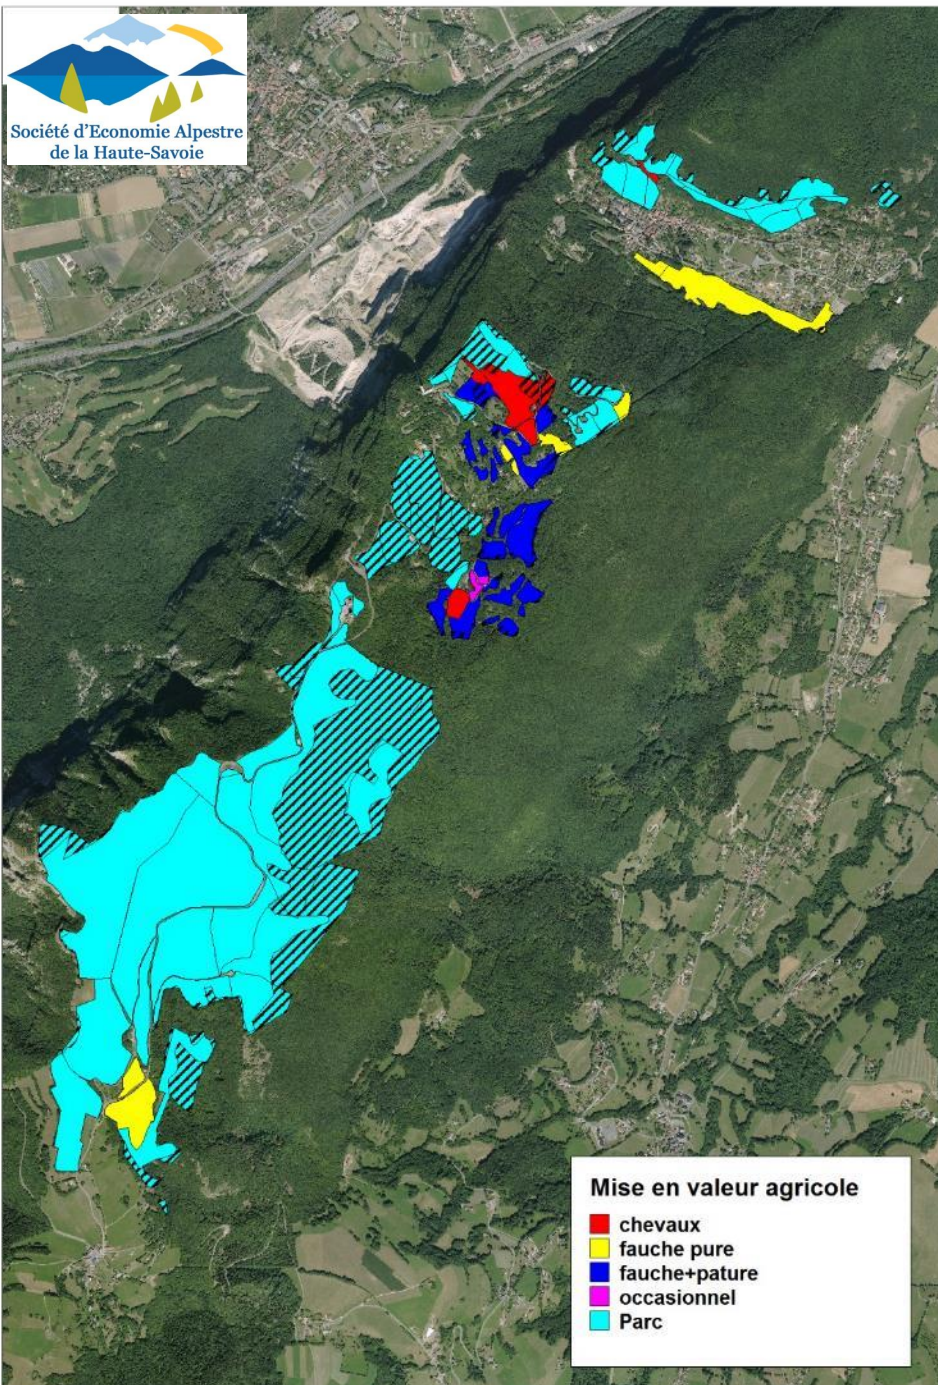 Société d'Economie Alpestre
de la Haute-Savoie
Mise en valeur agricole
chevaux
fauche pure
fauche+pature
occasionnel
Parc